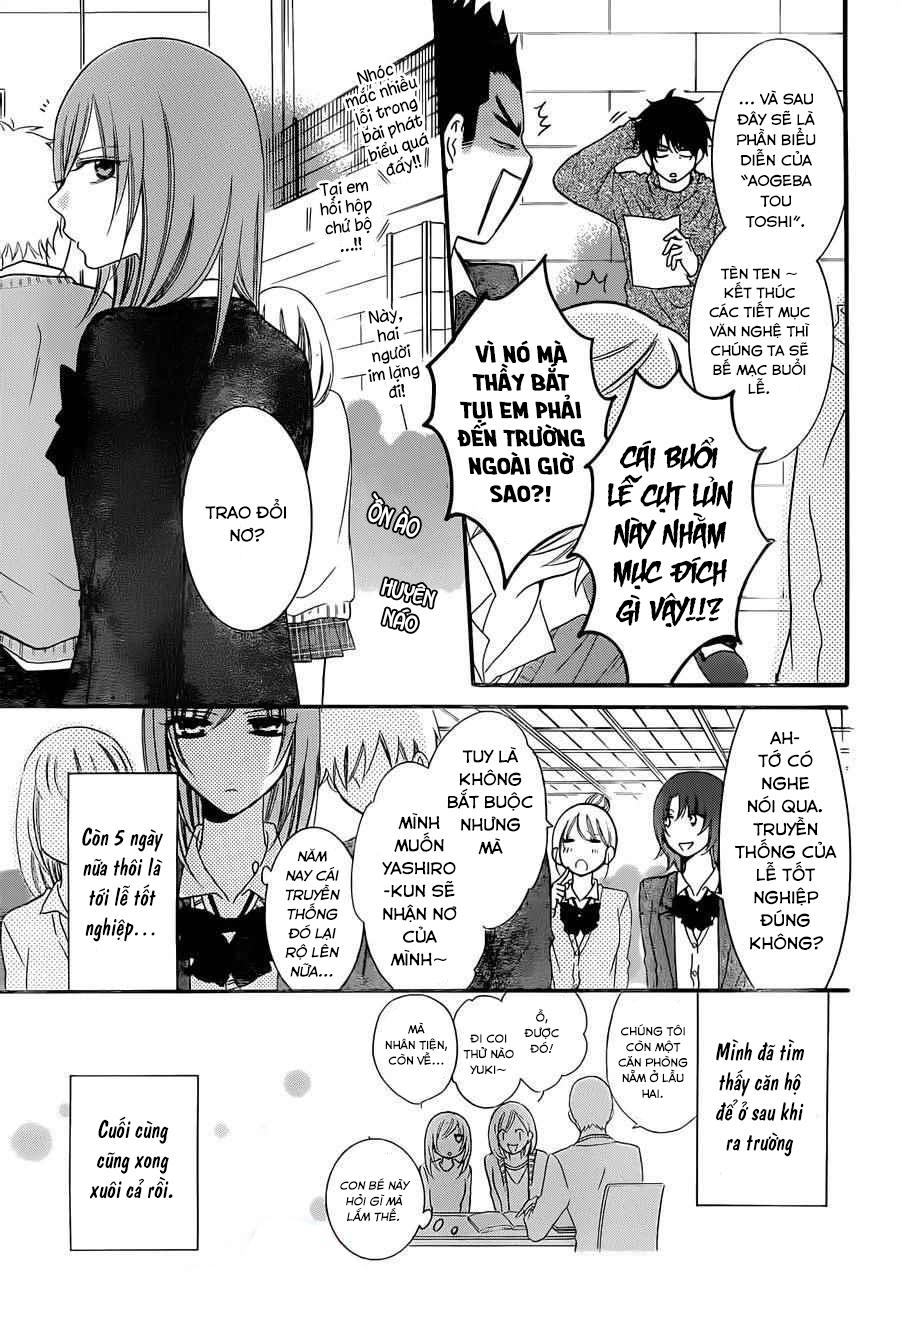 ... VÀ SAU
ĐÂY SẼ LÀ
PHẦN BIỂU
DIỄN CỦA
“AOGEBA
TOU
TOSHI”.
TÈN TEN ~
KẾT THÚC
CÁC TIẾT MỤC
VĂN NGHỆ THÌ
CHÚNG TA SẼ
BẾ MẠC BUỔI
LỄ.
CÁI BUỔI
LỄ CỤT LỦN
NÀY NHẰM
MỤC ĐÍCH
GÌ VẬY!!?
VÌ NÓ MÀ
THẦY BẮT
TỤI EM PHẢI
ĐẾN TRƯỜNG
NGOÀI GIỜ
SAO?!
Nhóc
mắc nhiều
lỗi trong
bài phát
biểu quá
đấy!!
Tại em
hồi hộp
chứ bộ
...!!
Này,
hai
người
im lặng
đi!
ỒN ÀO
HUYÊN
NÁO
TRAO ĐỔI
NƠ?
AH-
TỚ CÓ
NGHE
NÓI QUA.
TRUYỀN
THỐNG CỦA
LỄ TỐT
NGHIỆP
ĐÚNG
KHÔNG?
TUY LÀ
KHÔNG
BẮT BUỘC
NHƯNG
MÀ
MÌNH
MUỐN
YASHIRO
-KUN SẼ
NHẬN NƠ
CỦA
MÌNH~
NĂM
NAY CÁI
TRUYỀN
THỐNG
ĐÓ LẠI
RỘ LÊN
NỮA...
Còn 5 ngày
nữa thôi là
tới lễ tốt
nghiệp...
Mình đã tìm
thấy căn hộ
để ở sau khi
ra trường
CHÚNG TÔI
CÒN MỘT
CĂN PHÒNG
NẰM Ở LẦU
HAI.
Ồ,
ĐƯỢC
ĐÓ!
ĐI COI
THỬ NÀO
YUKI~
MÀ
NHÂN TIỆN,
CÒN VỀ...
CON BÉ NÀY
HỎI GÌ MÀ
LẮM THẾ.
Cuối cùng
cũng xong
xuôi cả rồi.